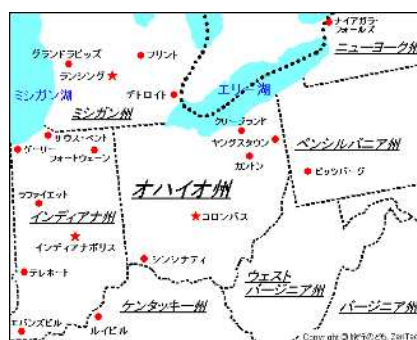 ナイアガラ・
フォールズ
ニューヨーク州
グランドラピッズ
フリント
ランシング
デトロイト
エリー湖
ミシガン湖
ミシガン州
クリーブランド
サウス・ベント
ヤングスタウン
ペンシルバニア州
ゲーリー
フォートウェーン
カントン
ピッツバーグ
オハイオ州
ラファイエット
インディアナ州
コロンバス
インディアナポリス
シンシナティ
テレホート
ウェスト
バージニア州
ケンタッキー州
バージニア州
エバンズビル
ルイビル
Copyright ©